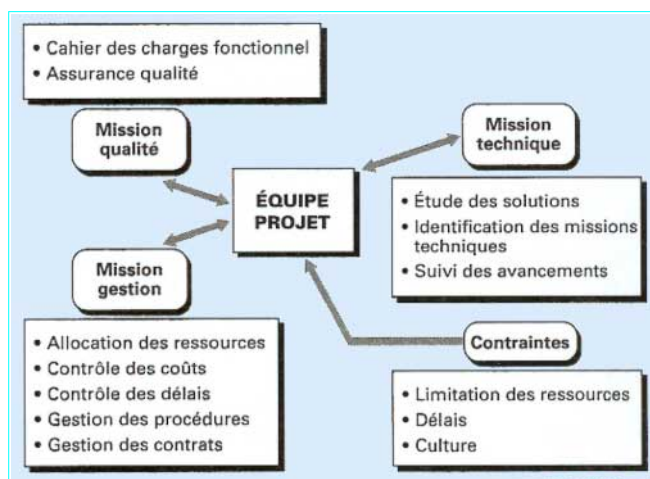 • Cahier des charges fonctionnel
• Assurance qualité
Mission
qualité
Mission
technique
ÉQUIPE
PROJET
• Étude des solutions
• Identification des missions
techniques
• Suivi des avancements
Mission
gestion
• Allocation des ressources
• Contrôle des coûts
• Contrôle des délais
• Gestion des procédures
• Gestion des contrats
Contraintes
• Limitation des ressources
• Délais
• Culture